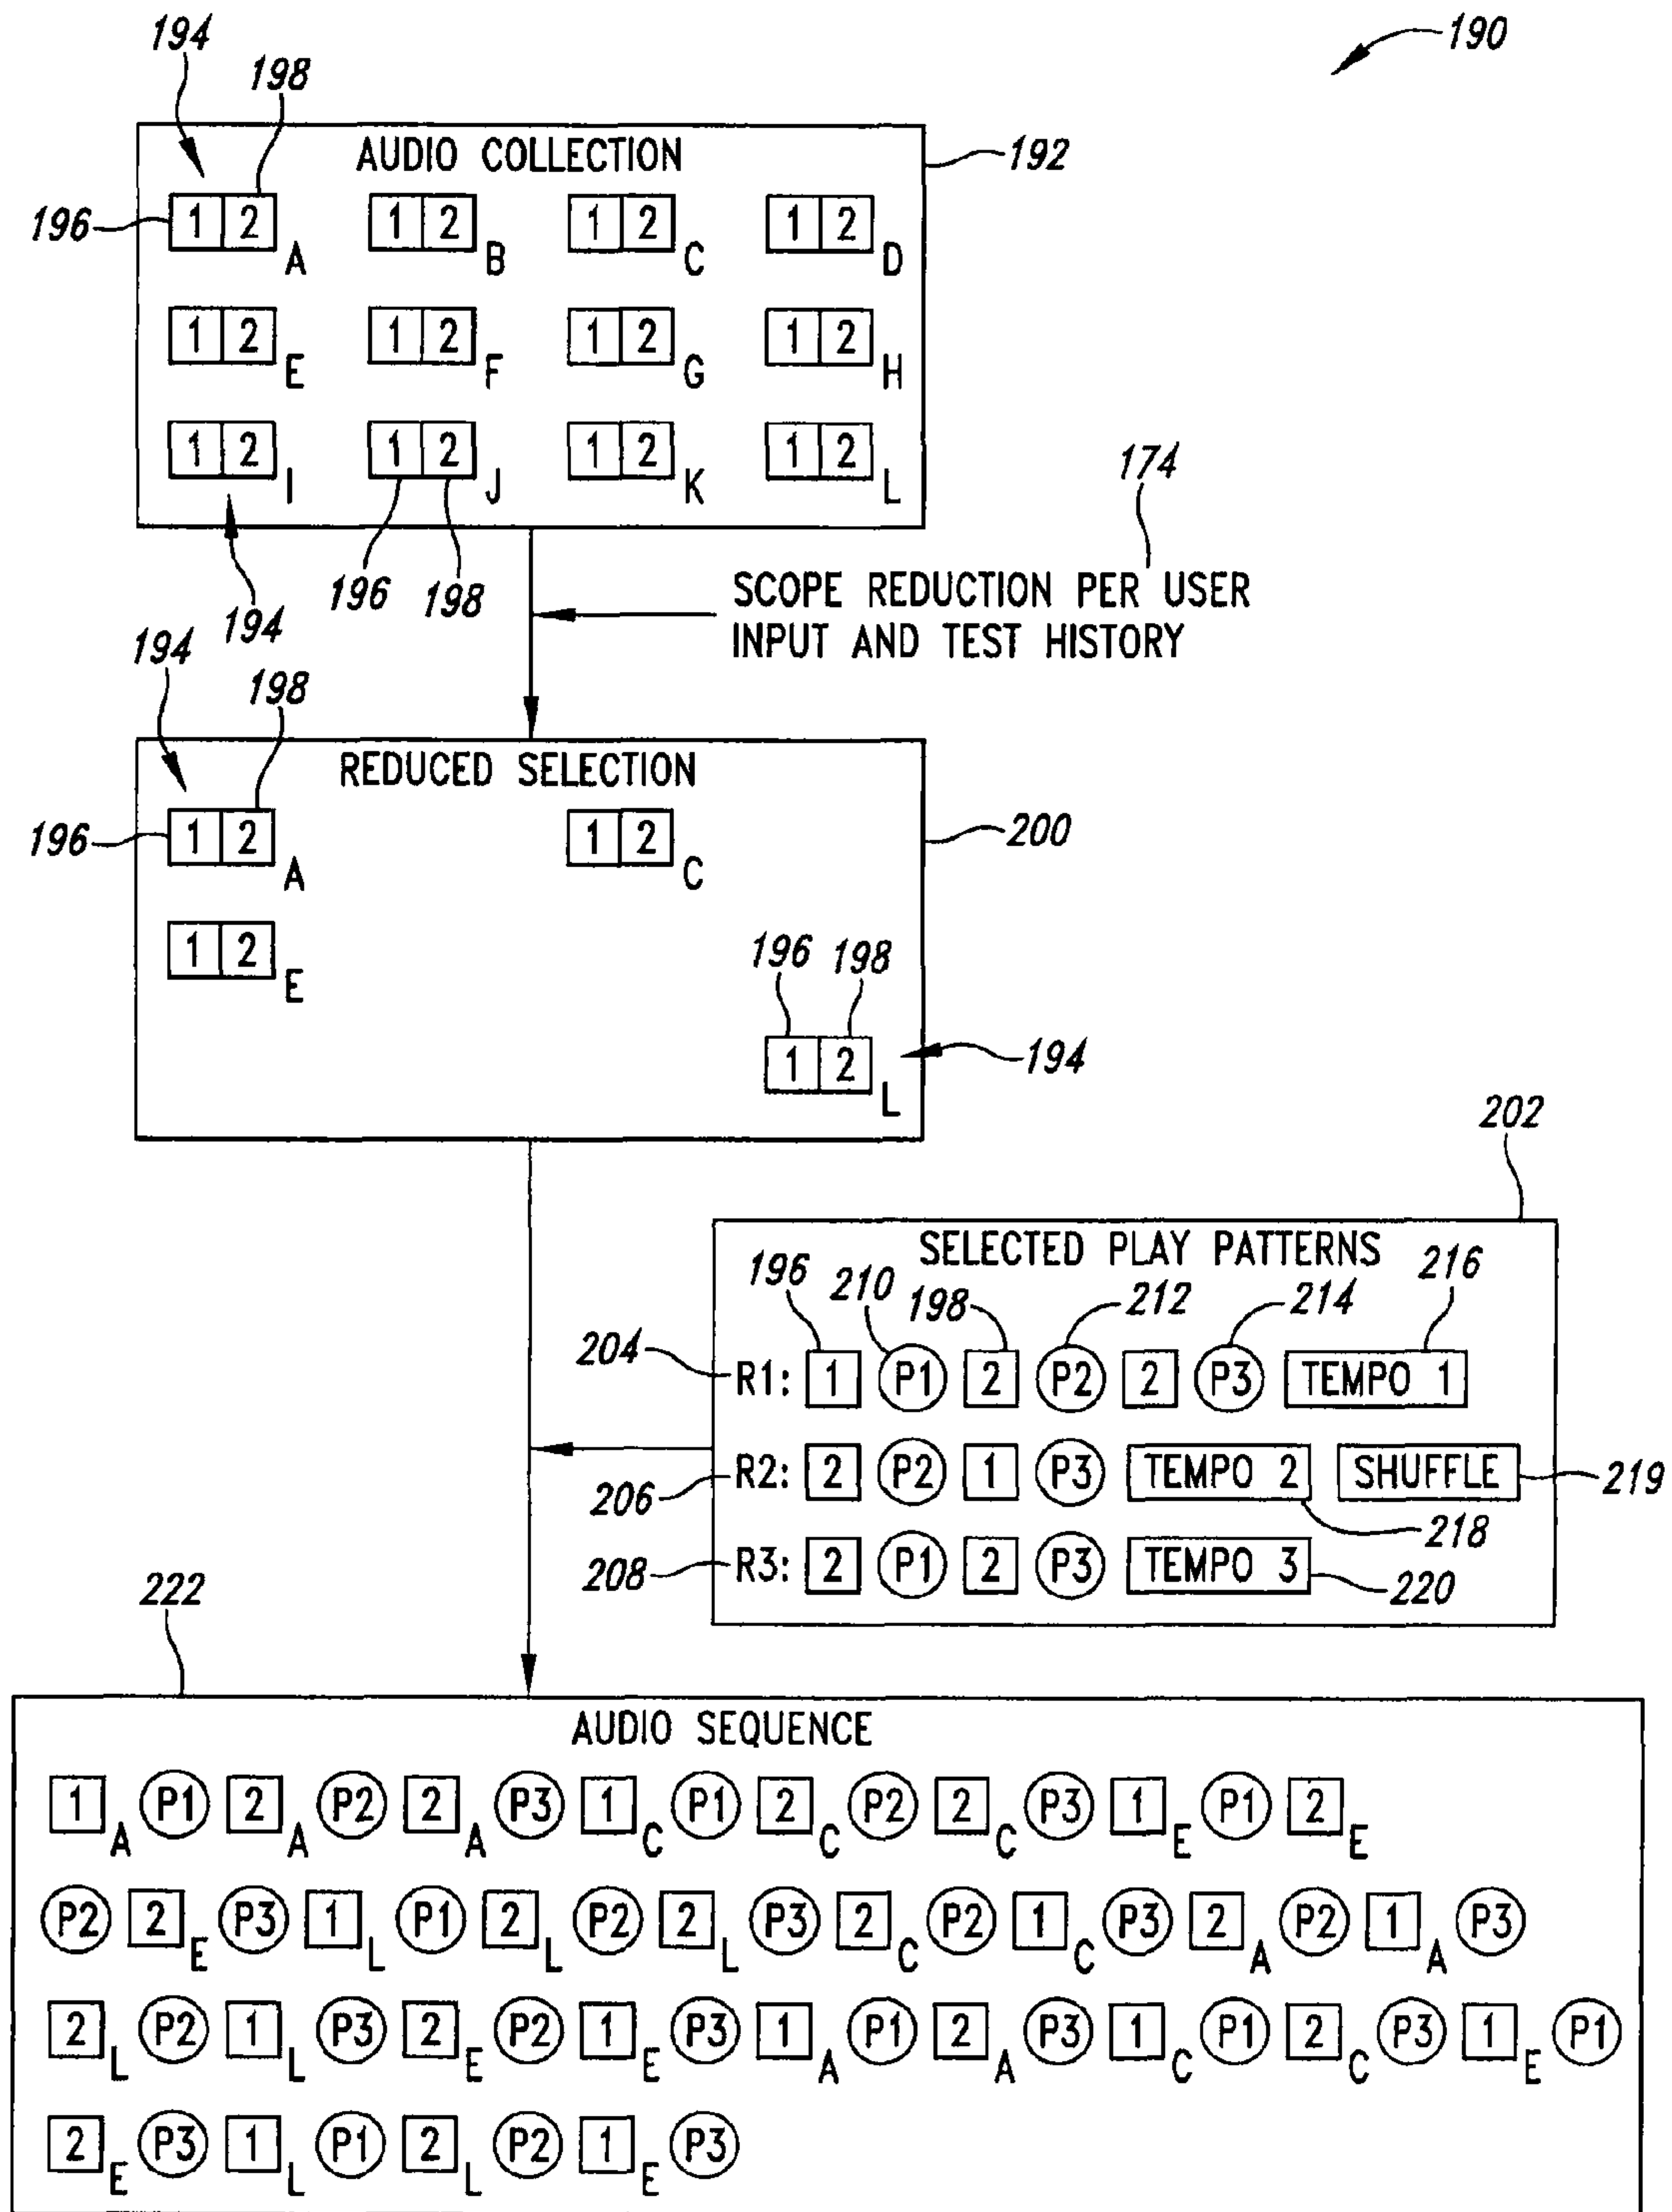 190
194
198
AUDIO COLLECTION
192
196
1 2 A 1 2 B 1 2 C 1 2 D
1 2 E 1 2 F 1 2 G 1 2 H
1 2 I 1 2 J 1 2 K 1 2 L
194
196 198
174
SCOPE REDUCTION PER USER
INPUT AND TEST HISTORY
194
198
REDUCED SELECTION
200
196
1 2 A 1 2 C
1 2 E
196 198
1 2 L
194
202
SELECTED PLAY PATTERNS
196 210 198 212 214 216
204 R1: 1 P1 2 P2 2 P3 TEMPO 1
206 R2: 2 P2 1 P3 TEMPO 2 SHUFFLE 219
218
208 R3: 2 P1 2 P3 TEMPO 3
220
222
AUDIO SEQUENCE
1 A P1 2 A P2 2 A P3 1 C P1 2 C P2 2 C P3 1 E P1 2 E
P2 2 E P3 1 L P1 2 L P2 2 L P3 2 C P2 1 C P3 2 A P2 1 A P3
2 L P2 1 L P3 2 E P2 1 E P3 1 A P1 2 A P3 1 C P1 2 C P3 1 E P1
2 E P3 1 L P1 2 L P2 1 E P3